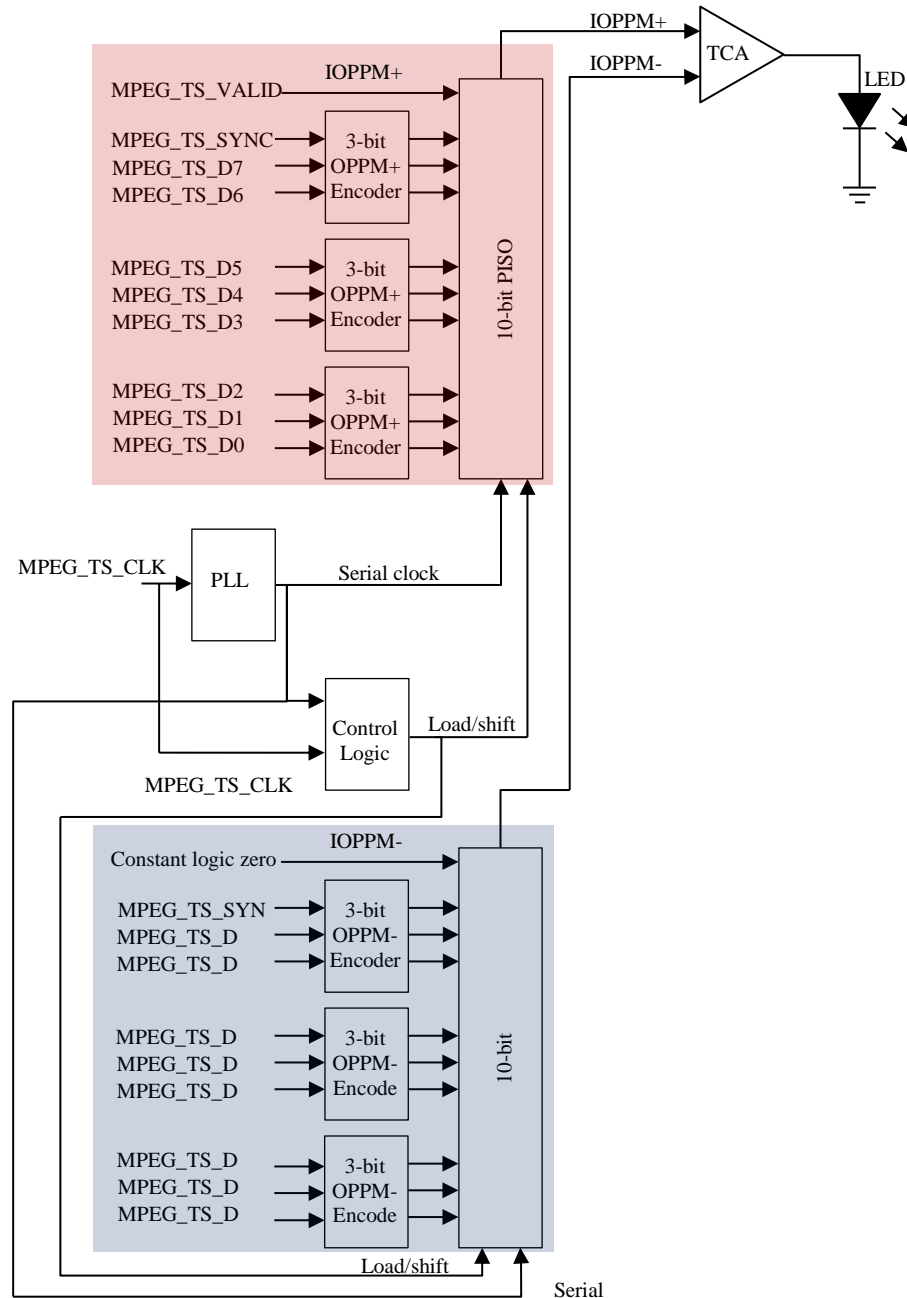 IOPPM+
TCA
IOPPM-
LED
IOPPM+
MPEG_TS_VALID
MPEG_TS_SYNC
MPEG_TS_D7
MPEG_TS_D6
3-bit
OPPM+
Encoder
MPEG_TS_D5
MPEG_TS_D4
MPEG_TS_D3
3-bit
OPPM+
Encoder
MPEG_TS_D2
MPEG_TS_D1
MPEG_TS_D0
3-bit
OPPM+
Encoder
10-bit PISO
MPEG_TS_CLK
PLL
Serial clock
Control
Logic
Load/shift
MPEG_TS_CLK
IOPPM-
Constant logic zero
MPEG_TS_SYN
MPEG_TS_D
MPEG_TS_D
3-bit
OPPM-
Encoder
MPEG_TS_D
MPEG_TS_D
MPEG_TS_D
3-bit
OPPM-
Encode
MPEG_TS_D
MPEG_TS_D
MPEG_TS_D
3-bit
OPPM-
Encode
10-bit
Load/shift
Serial